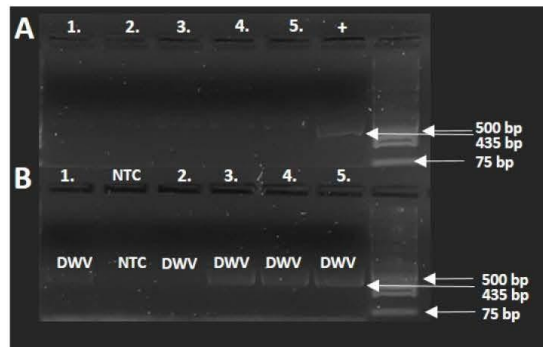 A 1. 2. 3. 4. 5. +
500 bp
435 bp
75 bp
B 1. NTC 2. 3. 4. 5.
DWV NTC DWV DWV DWV DWV
500 bp
435 bp
75 bp